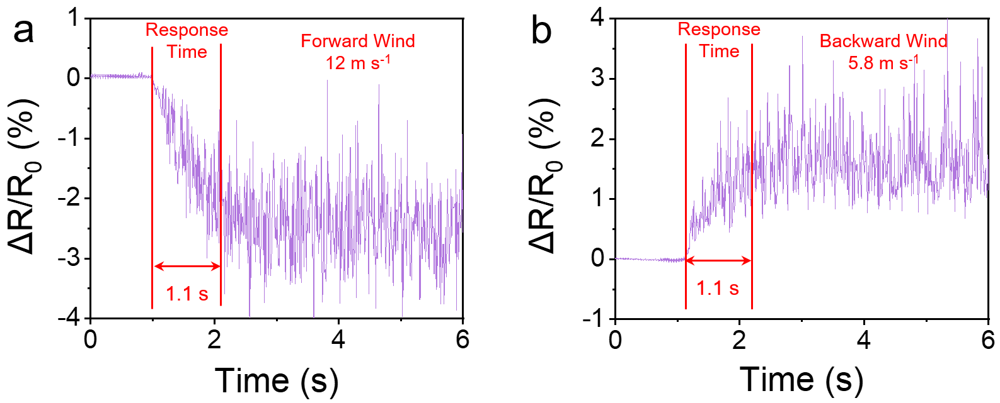 a
Response
Time
Forward Wind
12 m s⁻¹
1
0
-1
-2
-3
-4
ΔR/R₀ (%)
1.1 s
0 2 4 6
Time (s)
b
Response
Time
Backward Wind
5.8 m s⁻¹
4
3
2
1
0
-1
ΔR/R₀ (%)
1.1 s
0 2 4 6
Time (s)